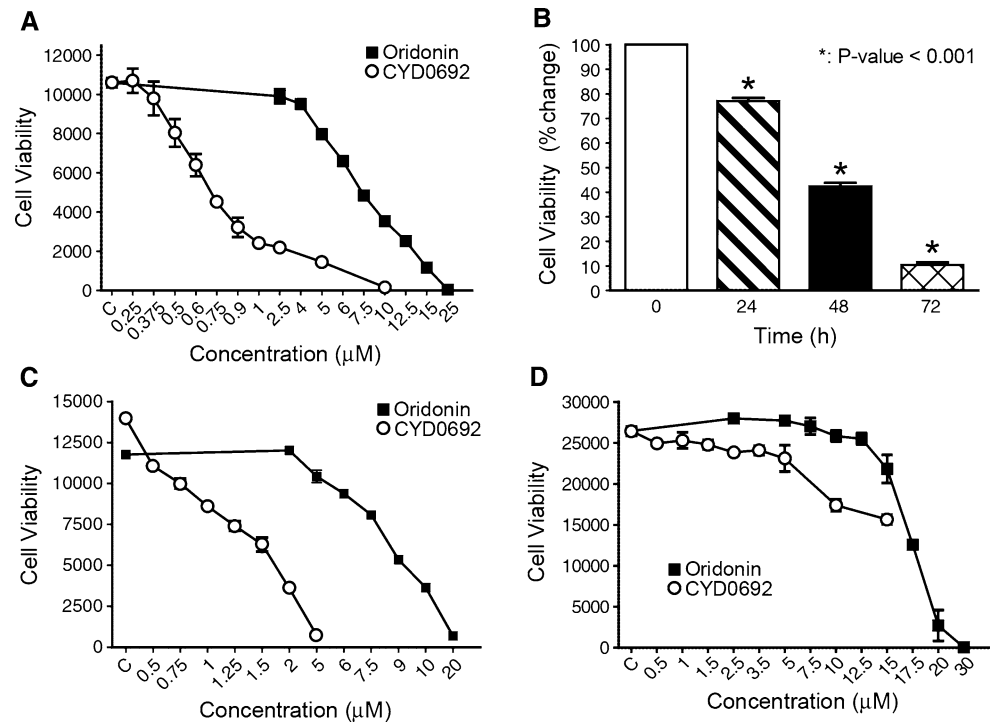 A
12000
10000
8000
6000
4000
2000
0
Cell Viability
Oridonin
CYD0692
C 0.25 0.375 0.5 0.6 0.75 0.9 1 2.5 4 5 6 7.5 10 12.5 15 25
Concentration (μM)
B
100
90
80
70
60
50
40
30
20
10
0
Cell Viability (% change)
*: P-value < 0.001
*
*
*
0 24 48 72
Time (h)
C
15000
12500
10000
7500
5000
2500
0
Cell Viability
Oridonin
CYD0692
C 0.5 0.75 1 1.25 1.5 2 5 6 7.5 9 10 20
Concentration (μM)
D
30000
25000
20000
15000
10000
5000
0
Cell Viability
Oridonin
CYD0692
C 0.5 1 1.5 2.5 3.5 5 7.5 10 12.5 15 17.5 20 30
Concentration (μM)